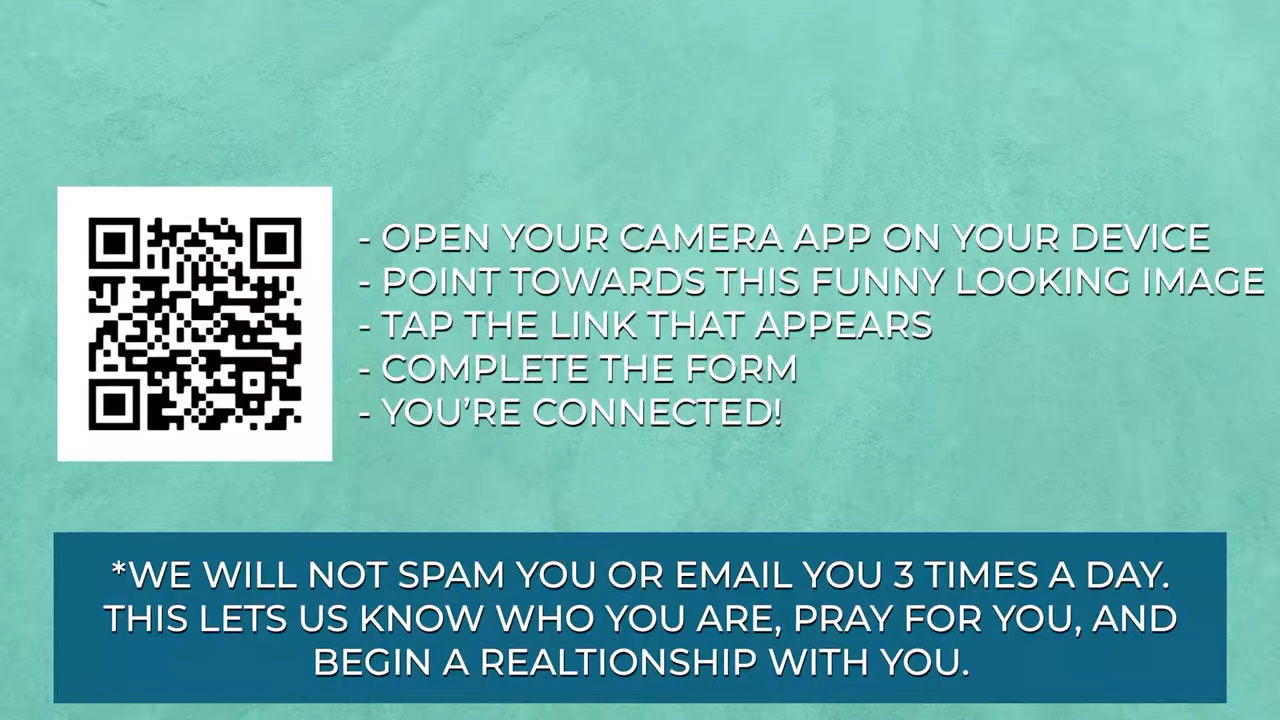 - OPEN YOUR CAMERA APP ON YOUR DEVICE
- POINT TOWARDS THIS FUNNY LOOKING IMAGE
- TAP THE LINK THAT APPEARS
- COMPLETE THE FORM
- YOU’RE CONNECTED!
*WE WILL NOT SPAM YOU OR EMAIL YOU 3 TIMES A DAY.
THIS LETS US KNOW WHO YOU ARE, PRAY FOR YOU, AND
BEGIN A REALTIONSHIP WITH YOU.